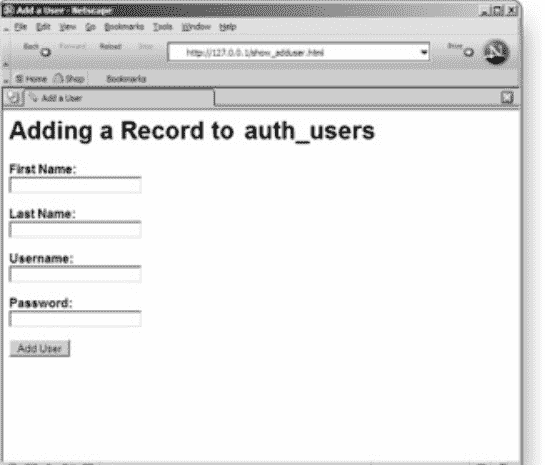 Add a User - Netscape
File Edit View Go Bookmarks Tools Window Help
Back Forward Reload Stop http://127.0.0.1/show_adduser.html Print
Home Shop Bookmarks
Add a User
Adding a Record to auth_users
First Name:
Last Name:
Username:
Password:
Add User